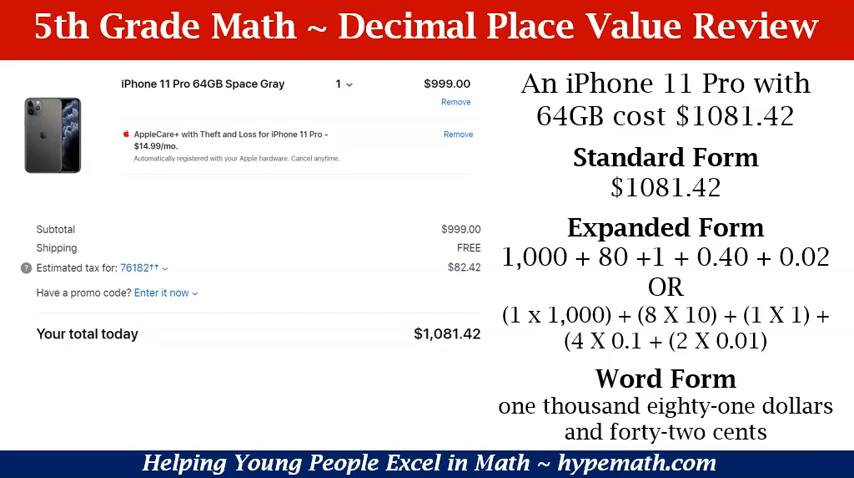 5th Grade Math ~ Decimal Place Value Review
iPhone 11 Pro 64GB Space Gray 1 $999.00
Remove
AppleCare+ with Theft and Loss for iPhone 11 Pro - Remove
$14.99/mo.
Automatically registered with your Apple hardware. Cancel anytime.
Subtotal $999.00
Shipping FREE
? Estimated tax for: 76182†† $82.42
Have a promo code? Enter it now
Your total today $1,081.42
An iPhone 11 Pro with
64GB cost $1081.42
Standard Form
$1081.42
Expanded Form
1,000 + 80 +1 + 0.40 + 0.02
OR
(1 x 1,000) + (8 X 10) + (1 X 1) +
(4 X 0.1 + (2 X 0.01)
Word Form
one thousand eighty-one dollars
and forty-two cents
Helping Young People Excel in Math ~ hypemath.com